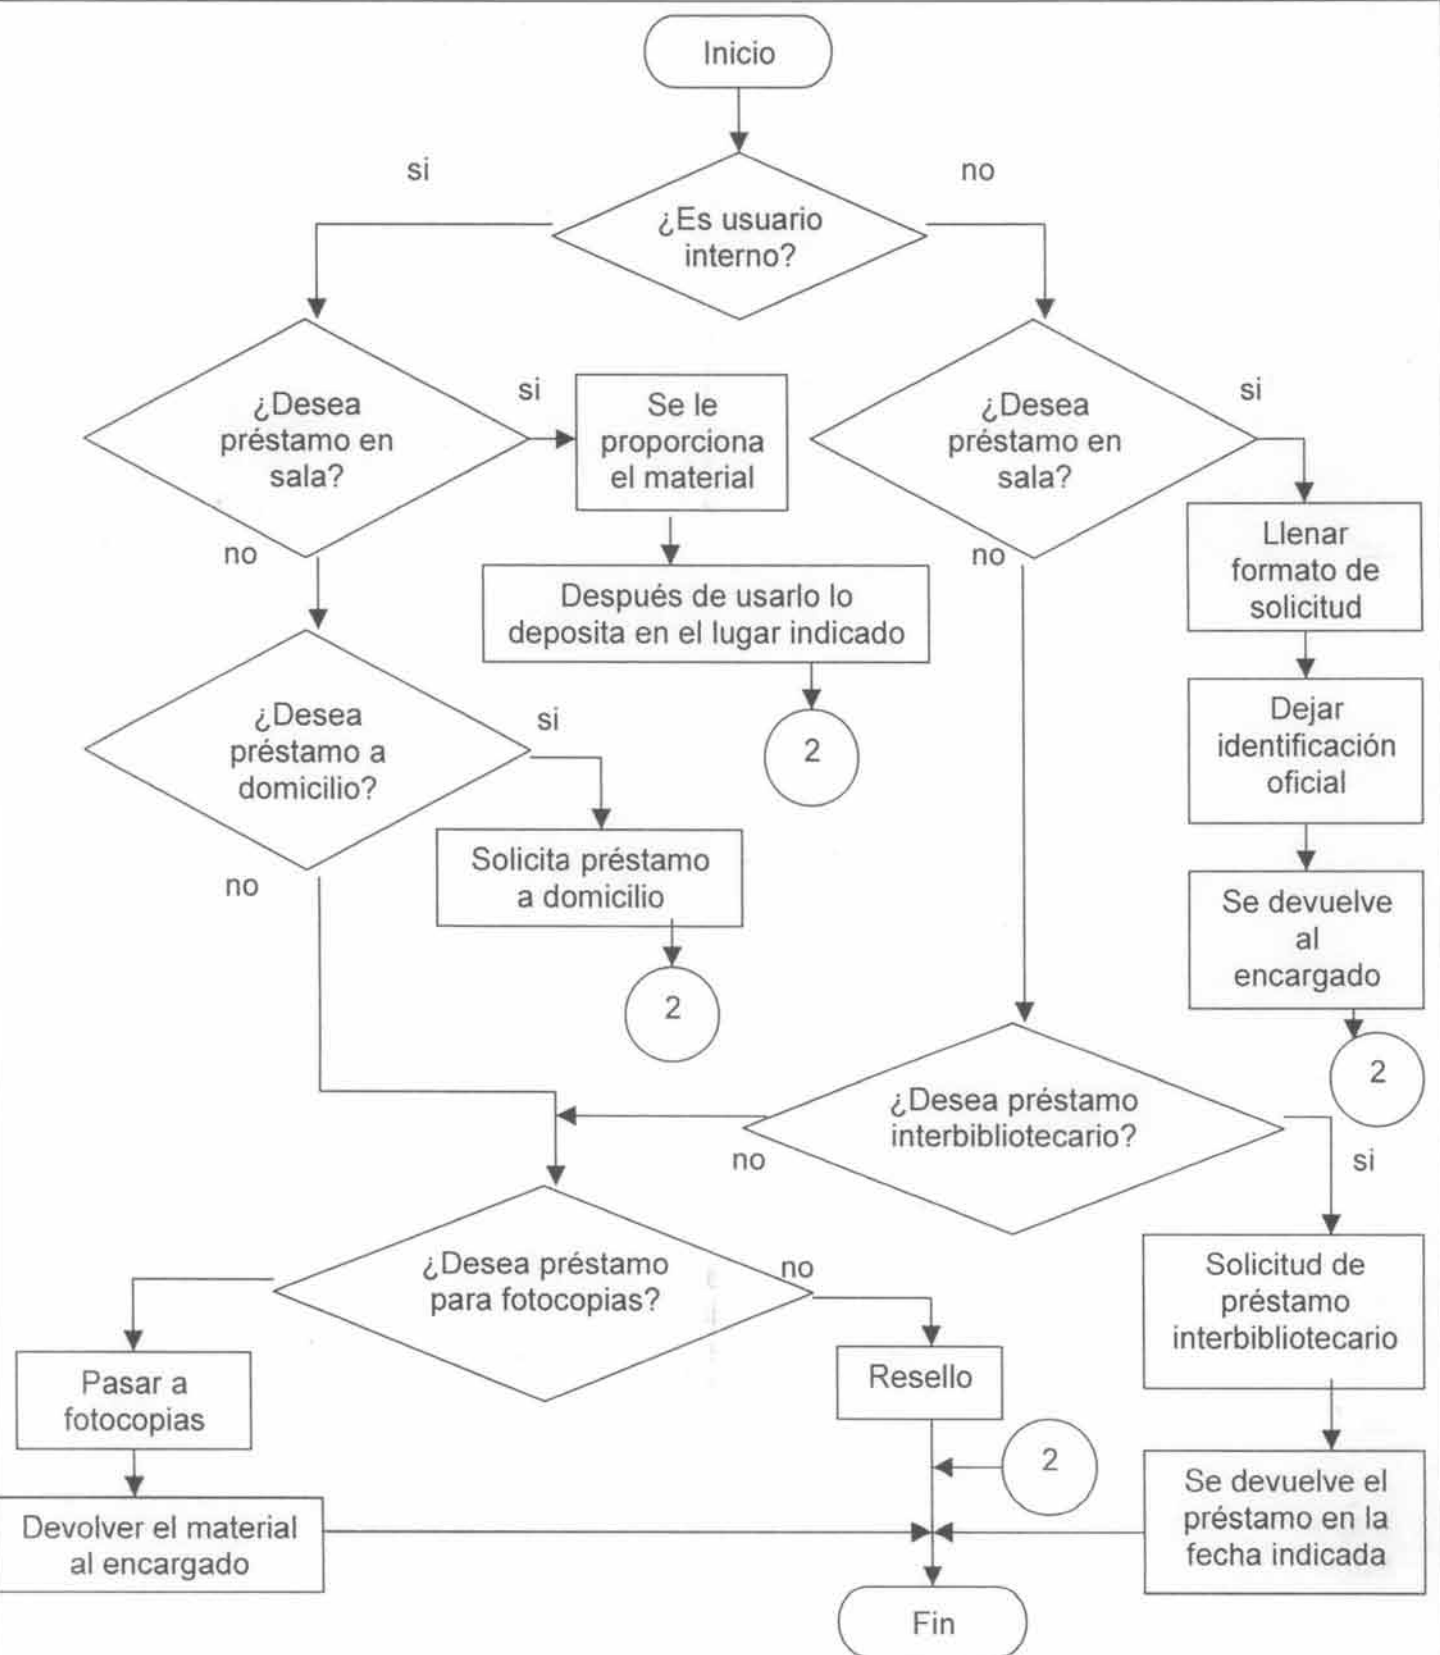 Inicio
si
no
¿Es usuario
interno?
¿Desea
préstamo en
sala?
si
Se le
proporciona
el material
¿Desea
préstamo en
sala?
si
no
no
Llenar
formato de
solicitud
Después de usarlo lo
deposita en el lugar indicado
Dejar
identificación
oficial
¿Desea
préstamo a
domicilio?
si
2
no
Solicita préstamo
a domicilio
Se devuelve
al
encargado
2
2
¿Desea préstamo
interbibliotecario?
no
si
¿Desea préstamo
para fotocopias?
no
Solicitud de
préstamo
interbibliotecario
Pasar a
fotocopias
Resello
2
Se devuelve el
préstamo en la
fecha indicada
Devolver el material
al encargado
Fin